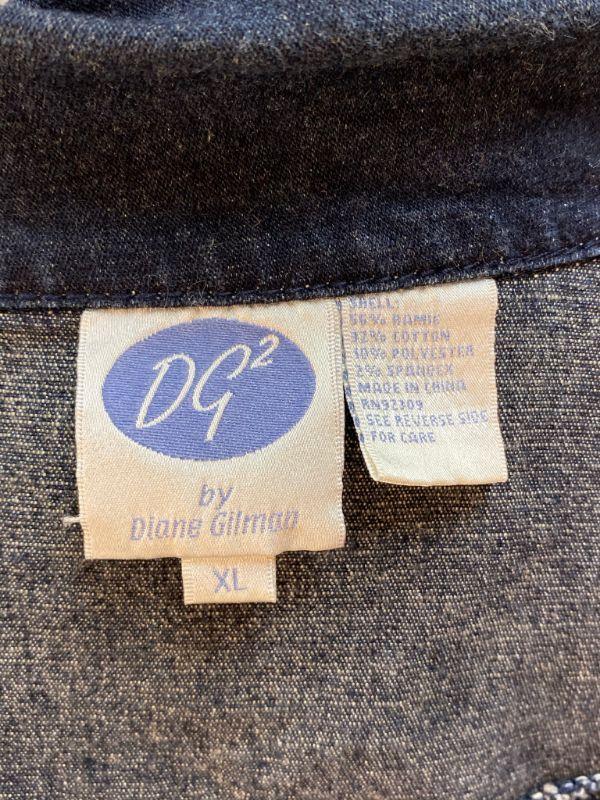 DG²
by
Diane Gilman
XL
SHELL:
56% RAMIE
32% COTTON
10% POLYESTER
2% SPANDEX
MADE IN CHINA
RN92309
SEE REVERSE SIDE
FOR CARE